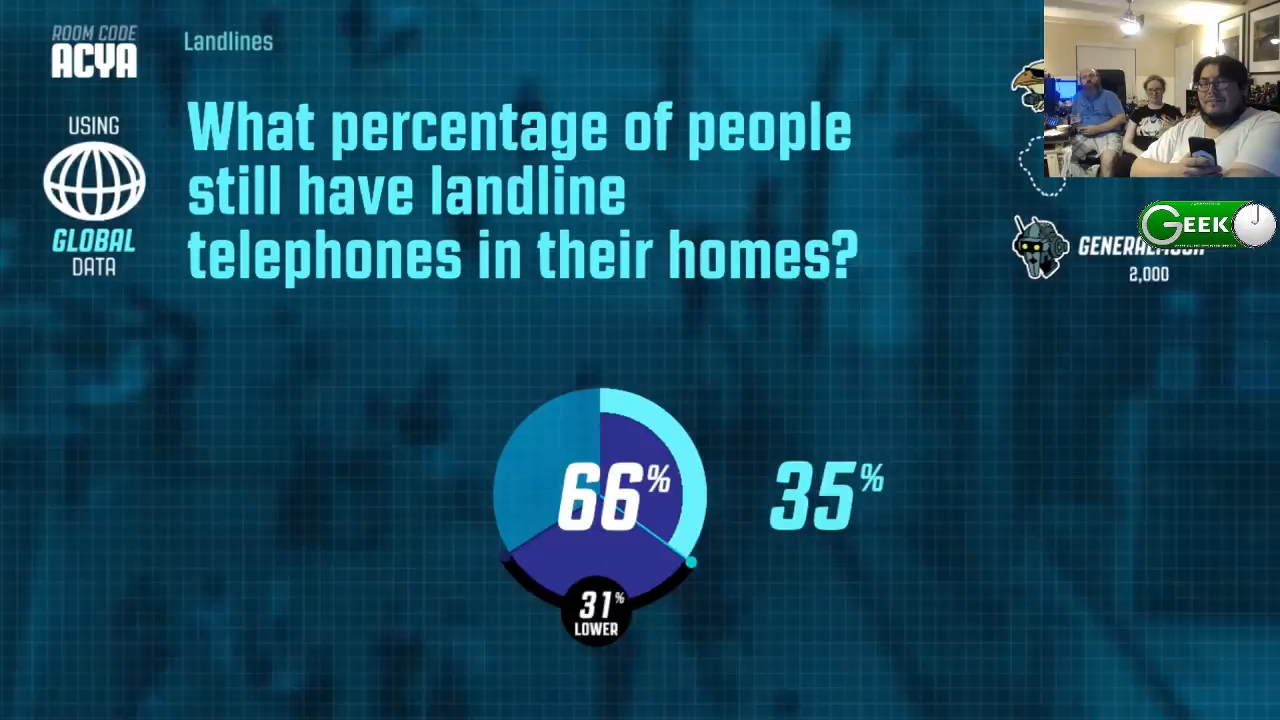 ROOM CODE
ACYA
Landlines
USING
GLOBAL
DATA
What percentage of people
still have landline
telephones in their homes?
GEEK
2,000
66%
35%
31%
LOWER